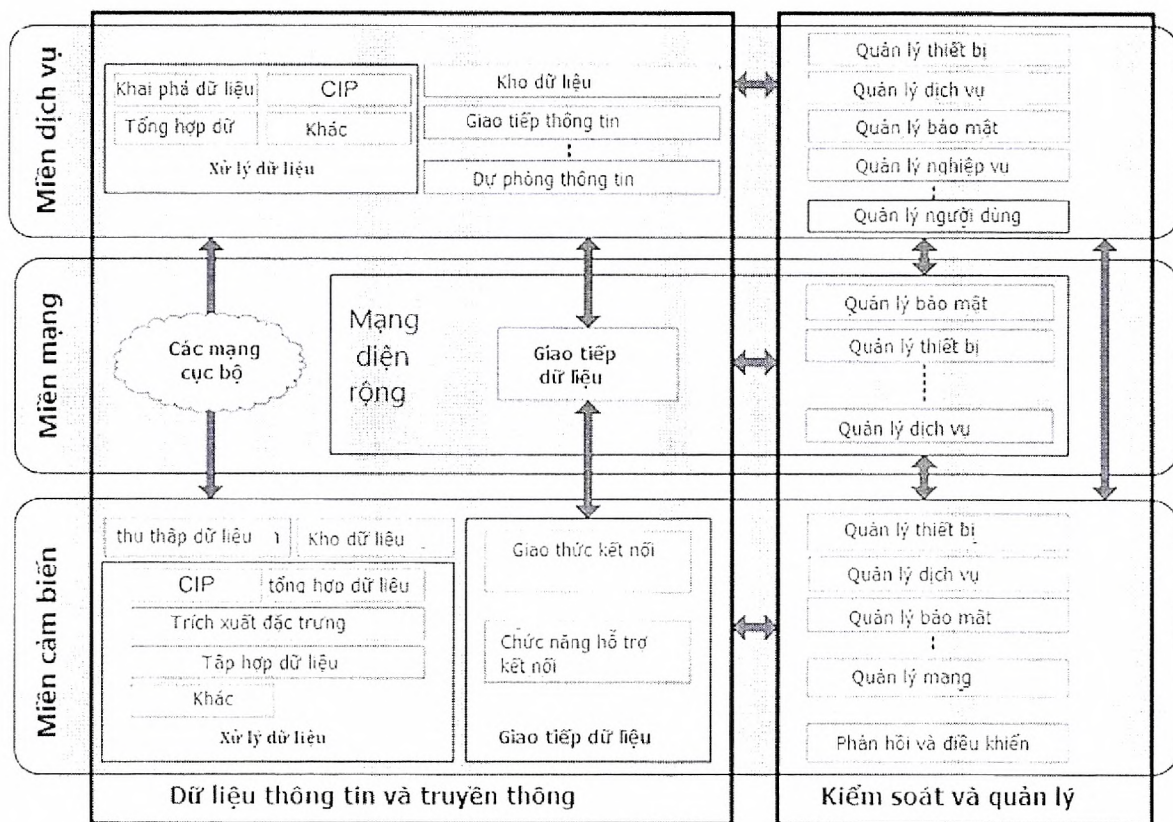 Miền dịch vụ
Khai phá dữ liệu
CIP
Tổng hợp dữ
Khác
Xử lý dữ liệu
Kho dữ liệu
Giao tiếp thông tin
Dự phòng thông tin
Quản lý thiết bị
Quản lý dịch vụ
Quản lý bảo mật
Quản lý nghiệp vụ
Quản lý người dùng
Miền mạng
Các mạng
cục bộ
Mạng
diện
rộng
Giao tiếp
dữ liệu
Quản lý bảo mật
Quản lý thiết bị
Quản lý dịch vụ
Miền cảm biến
thu thập dữ liệu
Kho dữ liệu
CIP
tổng hợp dữ liệu
Trích xuất đặc trưng
Tập hợp dữ liệu
Khác
Xử lý dữ liệu
Giao thức kết nối
Chức năng hỗ trợ
kết nối
Giao tiếp dữ liệu
Quản lý thiết bị
Quản lý dịch vụ
Quản lý bảo mật
Quản lý mạng
Phản hồi và điều khiển
Dữ liệu thông tin và truyền thông
Kiểm soát và quản lý